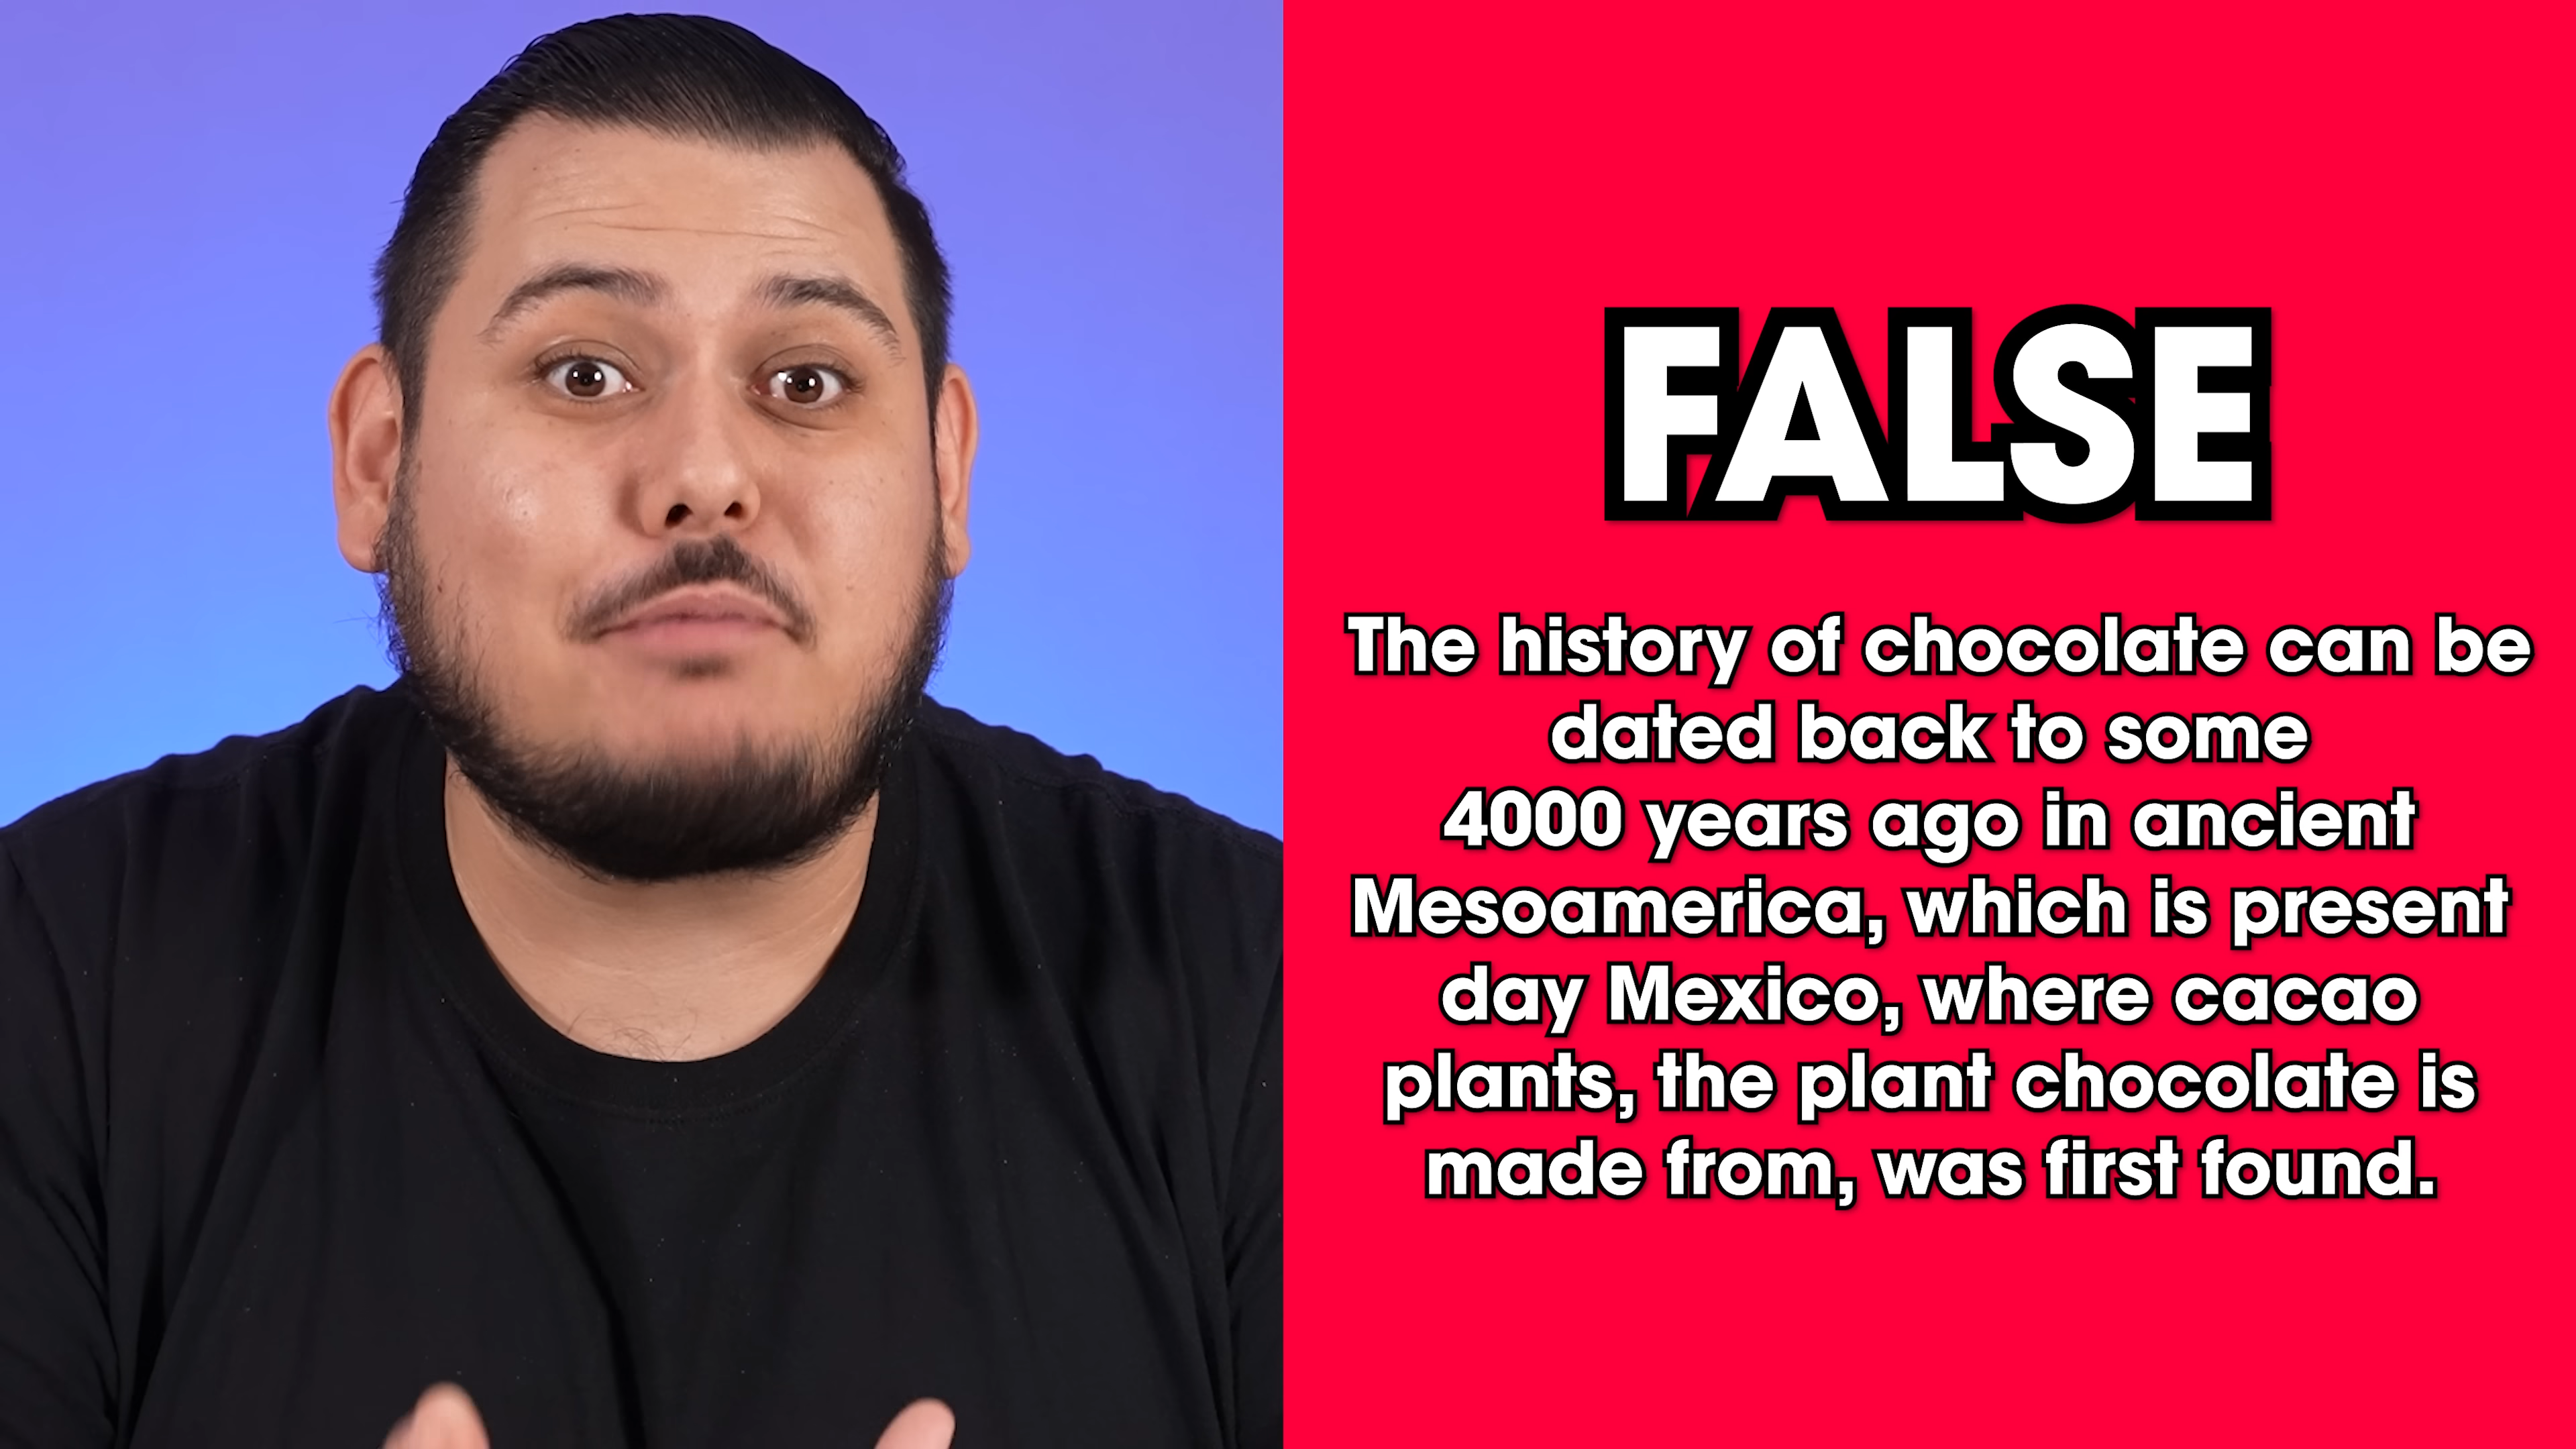 FALSE
The history of chocolate can be
dated back to some
4000 years ago in ancient
Mesoamerica, which is present
day Mexico, where cacao
plants, the plant chocolate is
made from, was first found.